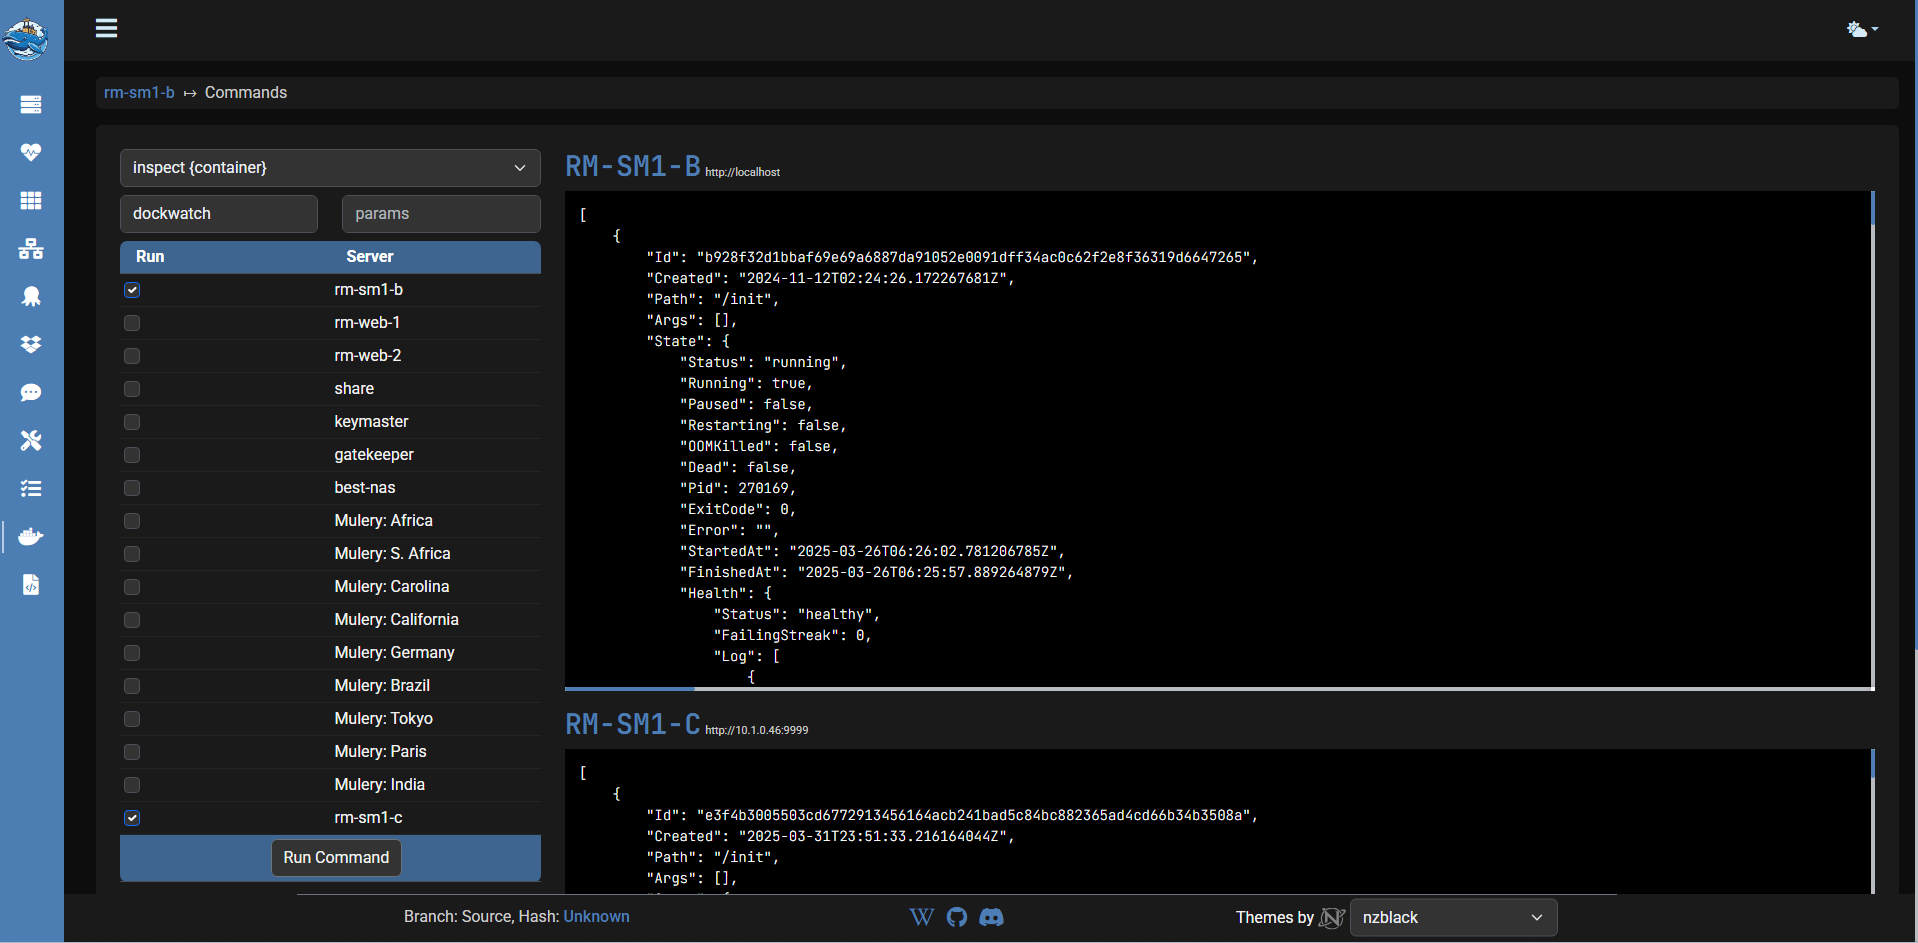 rm-sm1-b ↦ Commands
inspect {container}
dockwatch
params
Run Server
rm-sm1-b
rm-web-1
rm-web-2
share
keymaster
gatekeeper
best-nas
Mulery: Africa
Mulery: S. Africa
Mulery: Carolina
Mulery: California
Mulery: Germany
Mulery: Brazil
Mulery: Tokyo
Mulery: Paris
Mulery: India
rm-sm1-c
Run Command
RM-SM1-B http://localhost
[
{
"Id": "b928f32d1bbaf69e69a6887da91052e0091dff34ac0c62f2e8f36319d6647265",
"Created": "2024-11-12T02:24:26.172267681Z",
"Path": "/init",
"Args": [],
"State": {
"Status": "running",
"Running": true,
"Paused": false,
"Restarting": false,
"OOMKilled": false,
"Dead": false,
"Pid": 270169,
"ExitCode": 0,
"Error": "",
"StartedAt": "2025-03-26T06:26:02.781206785Z",
"FinishedAt": "2025-03-26T06:25:57.889264879Z",
"Health": {
"Status": "healthy",
"FailingStreak": 0,
"Log": [
{
RM-SM1-C http://10.1.0.46:9999
[
{
"Id": "e3f4b3005503cd6772913456164acb241bad5c84bc882365ad4cd66b34b3508a",
"Created": "2025-03-31T23:51:33.216164044Z",
"Path": "/init",
"Args": [],
Branch: Source, Hash: Unknown
Themes by
nzblack